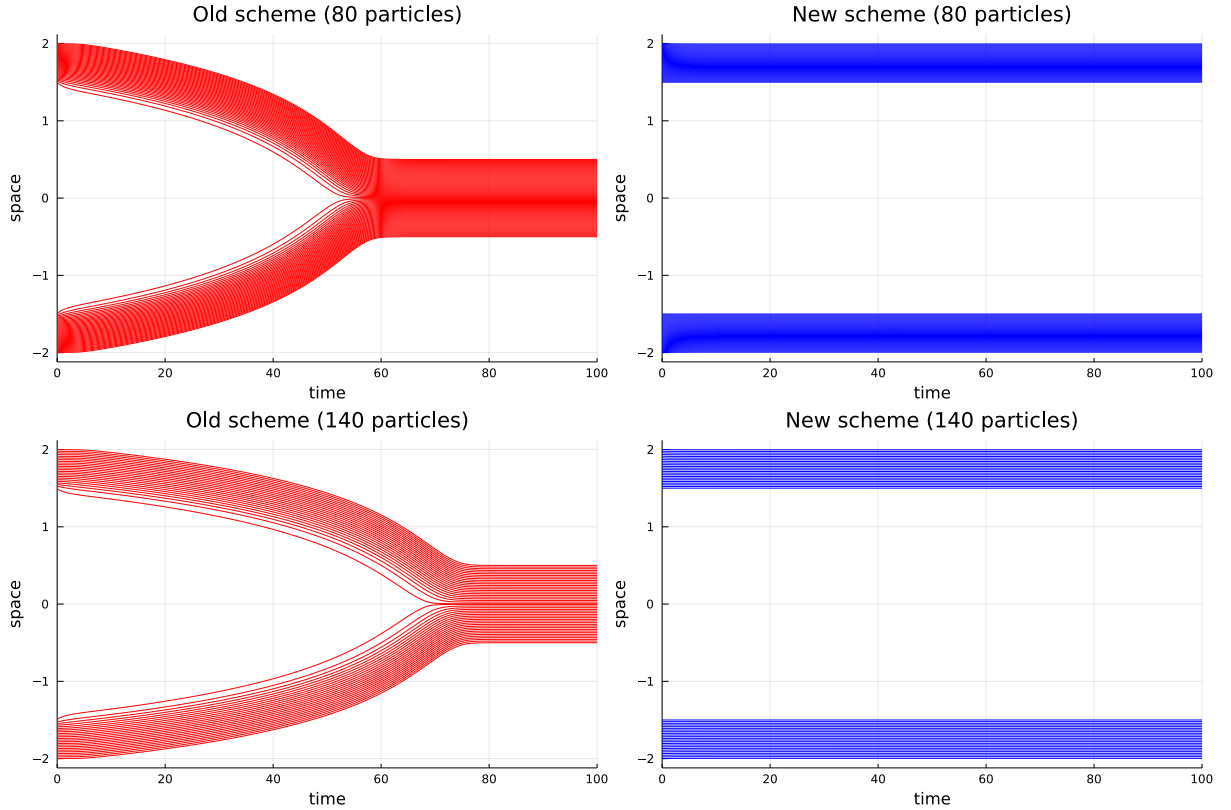 Old scheme (80 particles)
2
1
0
−1
−2
space
0 20 40 60 80 100
time
New scheme (80 particles)
2
1
0
−1
−2
space
0 20 40 60 80 100
time
Old scheme (140 particles)
2
1
0
−1
−2
space
0 20 40 60 80 100
time
New scheme (140 particles)
2
1
0
−1
−2
space
0 20 40 60 80 100
time